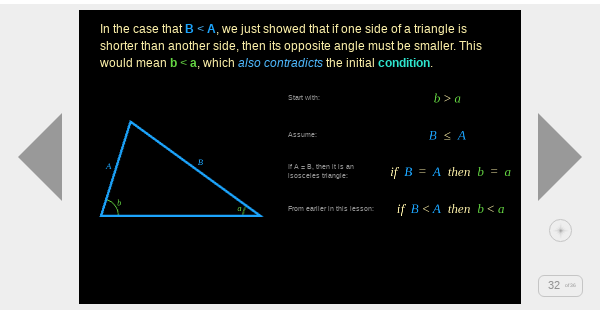 In the case that B < A, we just showed that if one side of a triangle is
shorter than another side, then its opposite angle must be smaller. This
would mean b < a, which also contradicts the initial condition.
Start with:
b > a
Assume:
B ≤ A
If A = B, then it is an
isosceles triangle:
if B = A then b = a
From earlier in this lesson:
if B < A then b < a
A
B
b
a
32 of 36